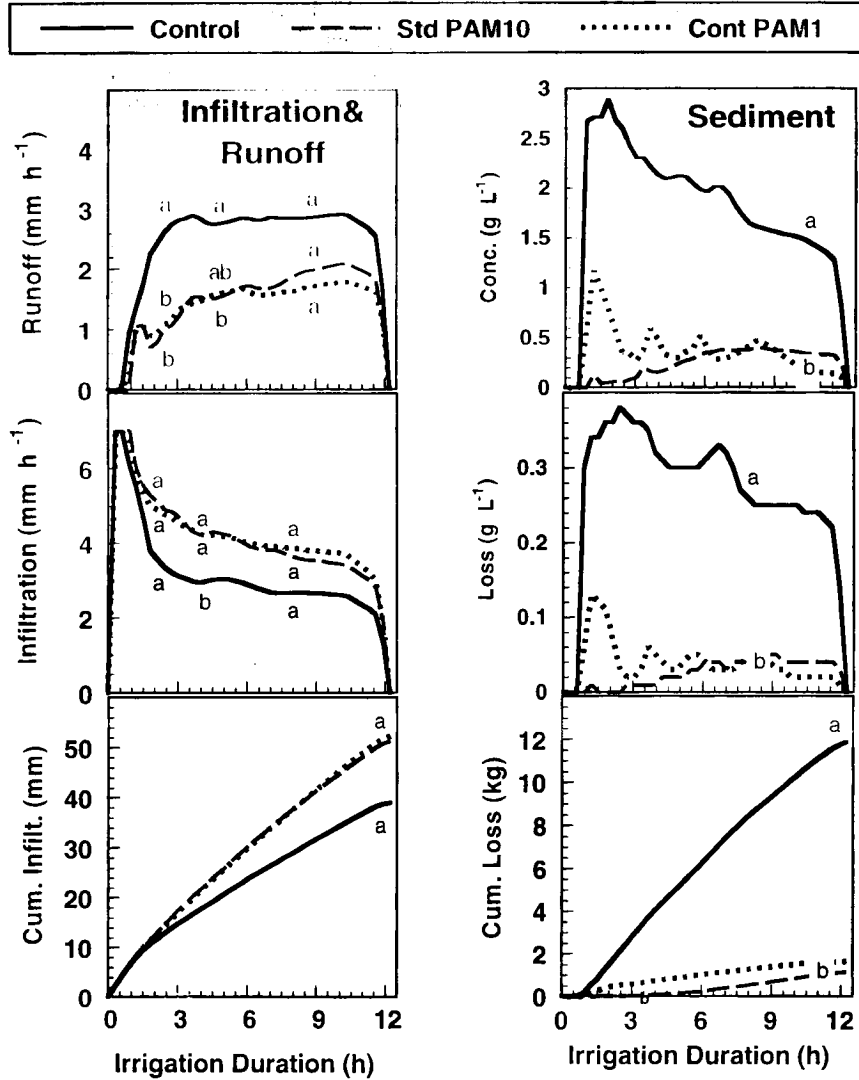 Control Std PAM10 Cont PAM1
Infiltration&
Runoff
Runoff (mm h -1)
4
3
2
1
0
a a a
ab
a
b
b
b
a
Infiltration (mm h -1)
6
4
2
0
a
a
a
a
a
a
a
a
b
a
Cum. Infilt. (mm)
50
40
30
20
10
0
a
a
0 3 6 9 12
Irrigation Duration (h)
Sediment
Conc. (g L-1)
3
2.5
2
1.5
1
0.5
0
a
b
Loss (g L-1)
0.3
0.2
0.1
0
a
b
Cum. Loss (kg)
12
10
8
6
4
2
0
a
b
b
0 3 6 9 12
Irrigation Duration (h)